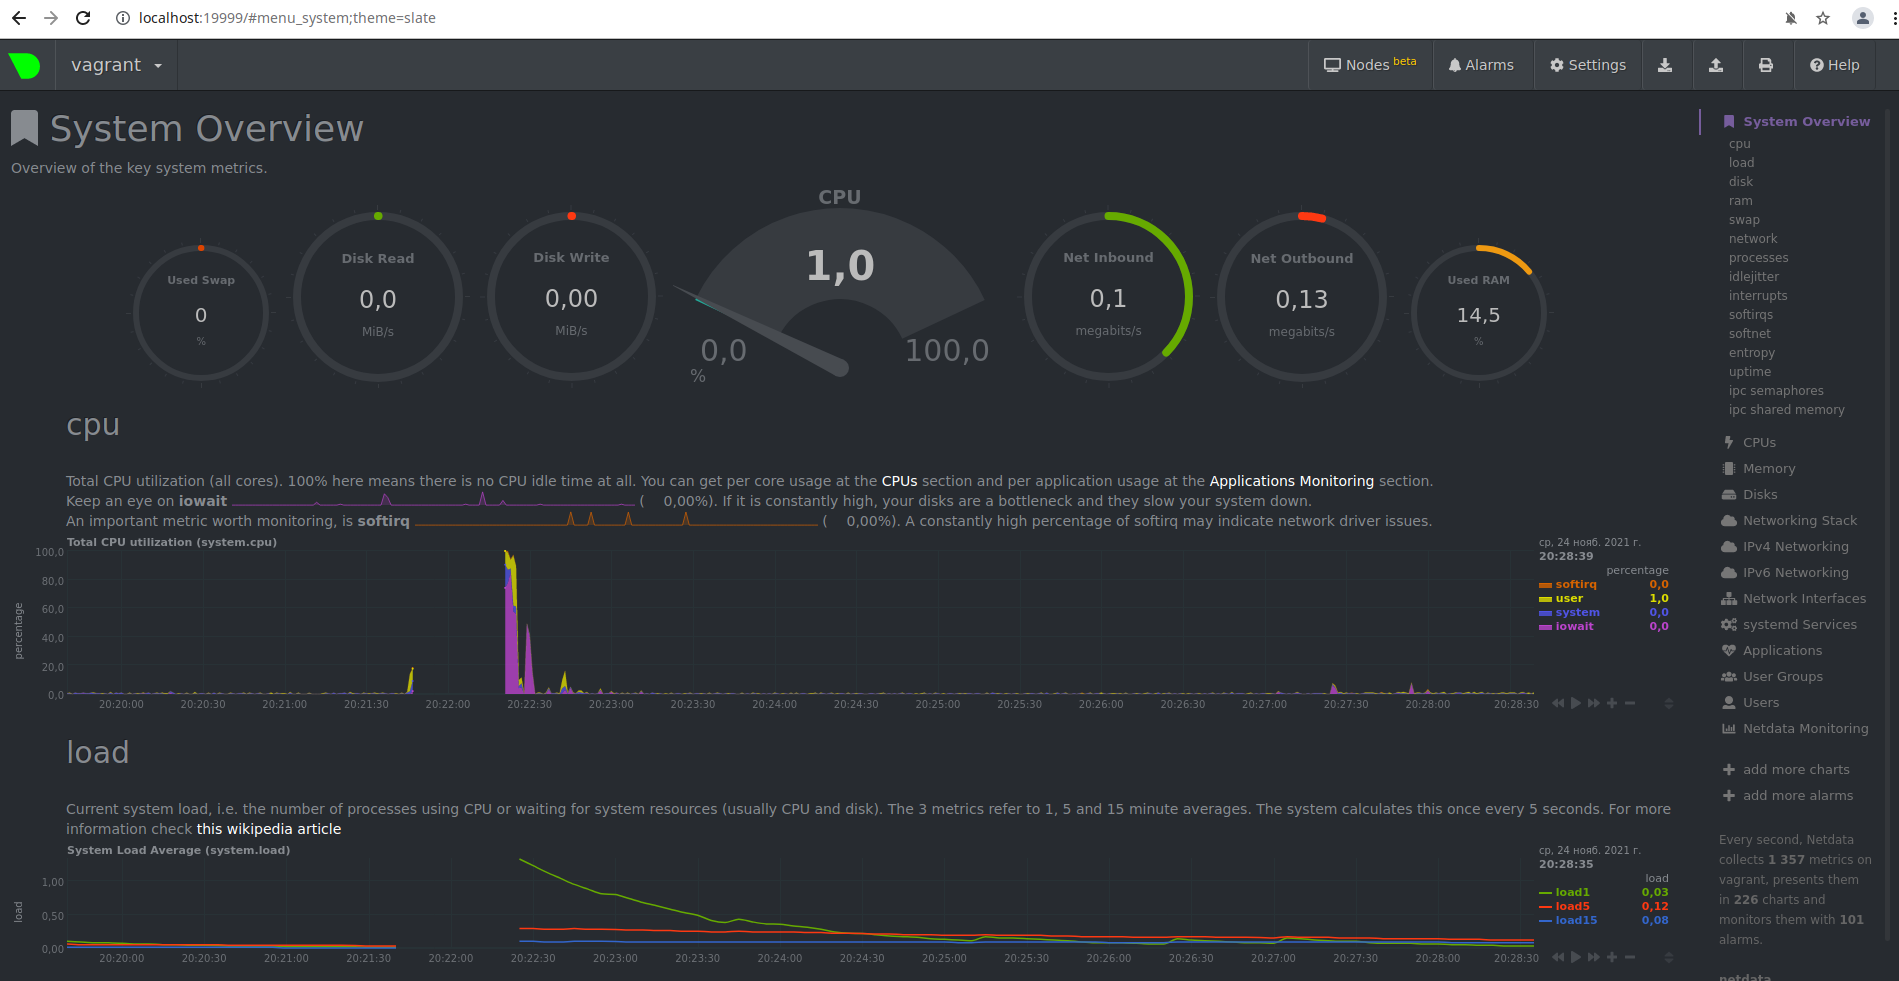 localhost:19999/#menu_system;theme=slate
vagrant
Nodes beta
Alarms
Settings
Help
System Overview
Overview of the key system metrics.
Used Swap
0
%
Disk Read
0,0
MiB/s
Disk Write
0,00
MiB/s
CPU
1,0
0,0
100,0
%
Net Inbound
0,1
megabits/s
Net Outbound
0,13
megabits/s
Used RAM
14,5
%
cpu
Total CPU utilization (all cores). 100% here means there is no CPU idle time at all. You can get per core usage at the CPUs section and per application usage at the Applications Monitoring section.
Keep an eye on iowait ( 0,00%). If it is constantly high, your disks are a bottleneck and they slow your system down.
An important metric worth monitoring, is softirq ( 0,00%). A constantly high percentage of softirq may indicate network driver issues.
Total CPU utilization (system.cpu)
percentage
100,0
80,0
60,0
40,0
20,0
0,0
20:20:00 20:20:30 20:21:00 20:21:30 20:22:00 20:22:30 20:23:00 20:23:30 20:24:00 20:24:30 20:25:00 20:25:30 20:26:00 20:26:30 20:27:00 20:27:30 20:28:00 20:28:30
ср, 24 нояб. 2021 г.
20:28:39
percentage
softirq 0,0
user 1,0
system 0,0
iowait 0,0
load
Current system load, i.e. the number of processes using CPU or waiting for system resources (usually CPU and disk). The 3 metrics refer to 1, 5 and 15 minute averages. The system calculates this once every 5 seconds. For more
information check this wikipedia article
System Load Average (system.load)
load
1,00
0,50
0,00
20:20:00 20:20:30 20:21:00 20:21:30 20:22:00 20:22:30 20:23:00 20:23:30 20:24:00 20:24:30 20:25:00 20:25:30 20:26:00 20:26:30 20:27:00 20:27:30 20:28:00 20:28:30
ср, 24 нояб. 2021 г.
20:28:35
load
load1 0,03
load5 0,12
load15 0,08
System Overview
cpu
load
disk
ram
swap
network
processes
idlejitter
interrupts
softirqs
softnet
entropy
uptime
ipc semaphores
ipc shared memory
CPUs
Memory
Disks
Networking Stack
IPv4 Networking
IPv6 Networking
Network Interfaces
systemd Services
Applications
User Groups
Users
Netdata Monitoring
add more charts
add more alarms
Every second, Netdata
collects 1 357 metrics on
vagrant, presents them
in 226 charts and
monitors them with 101
alarms.
netdata